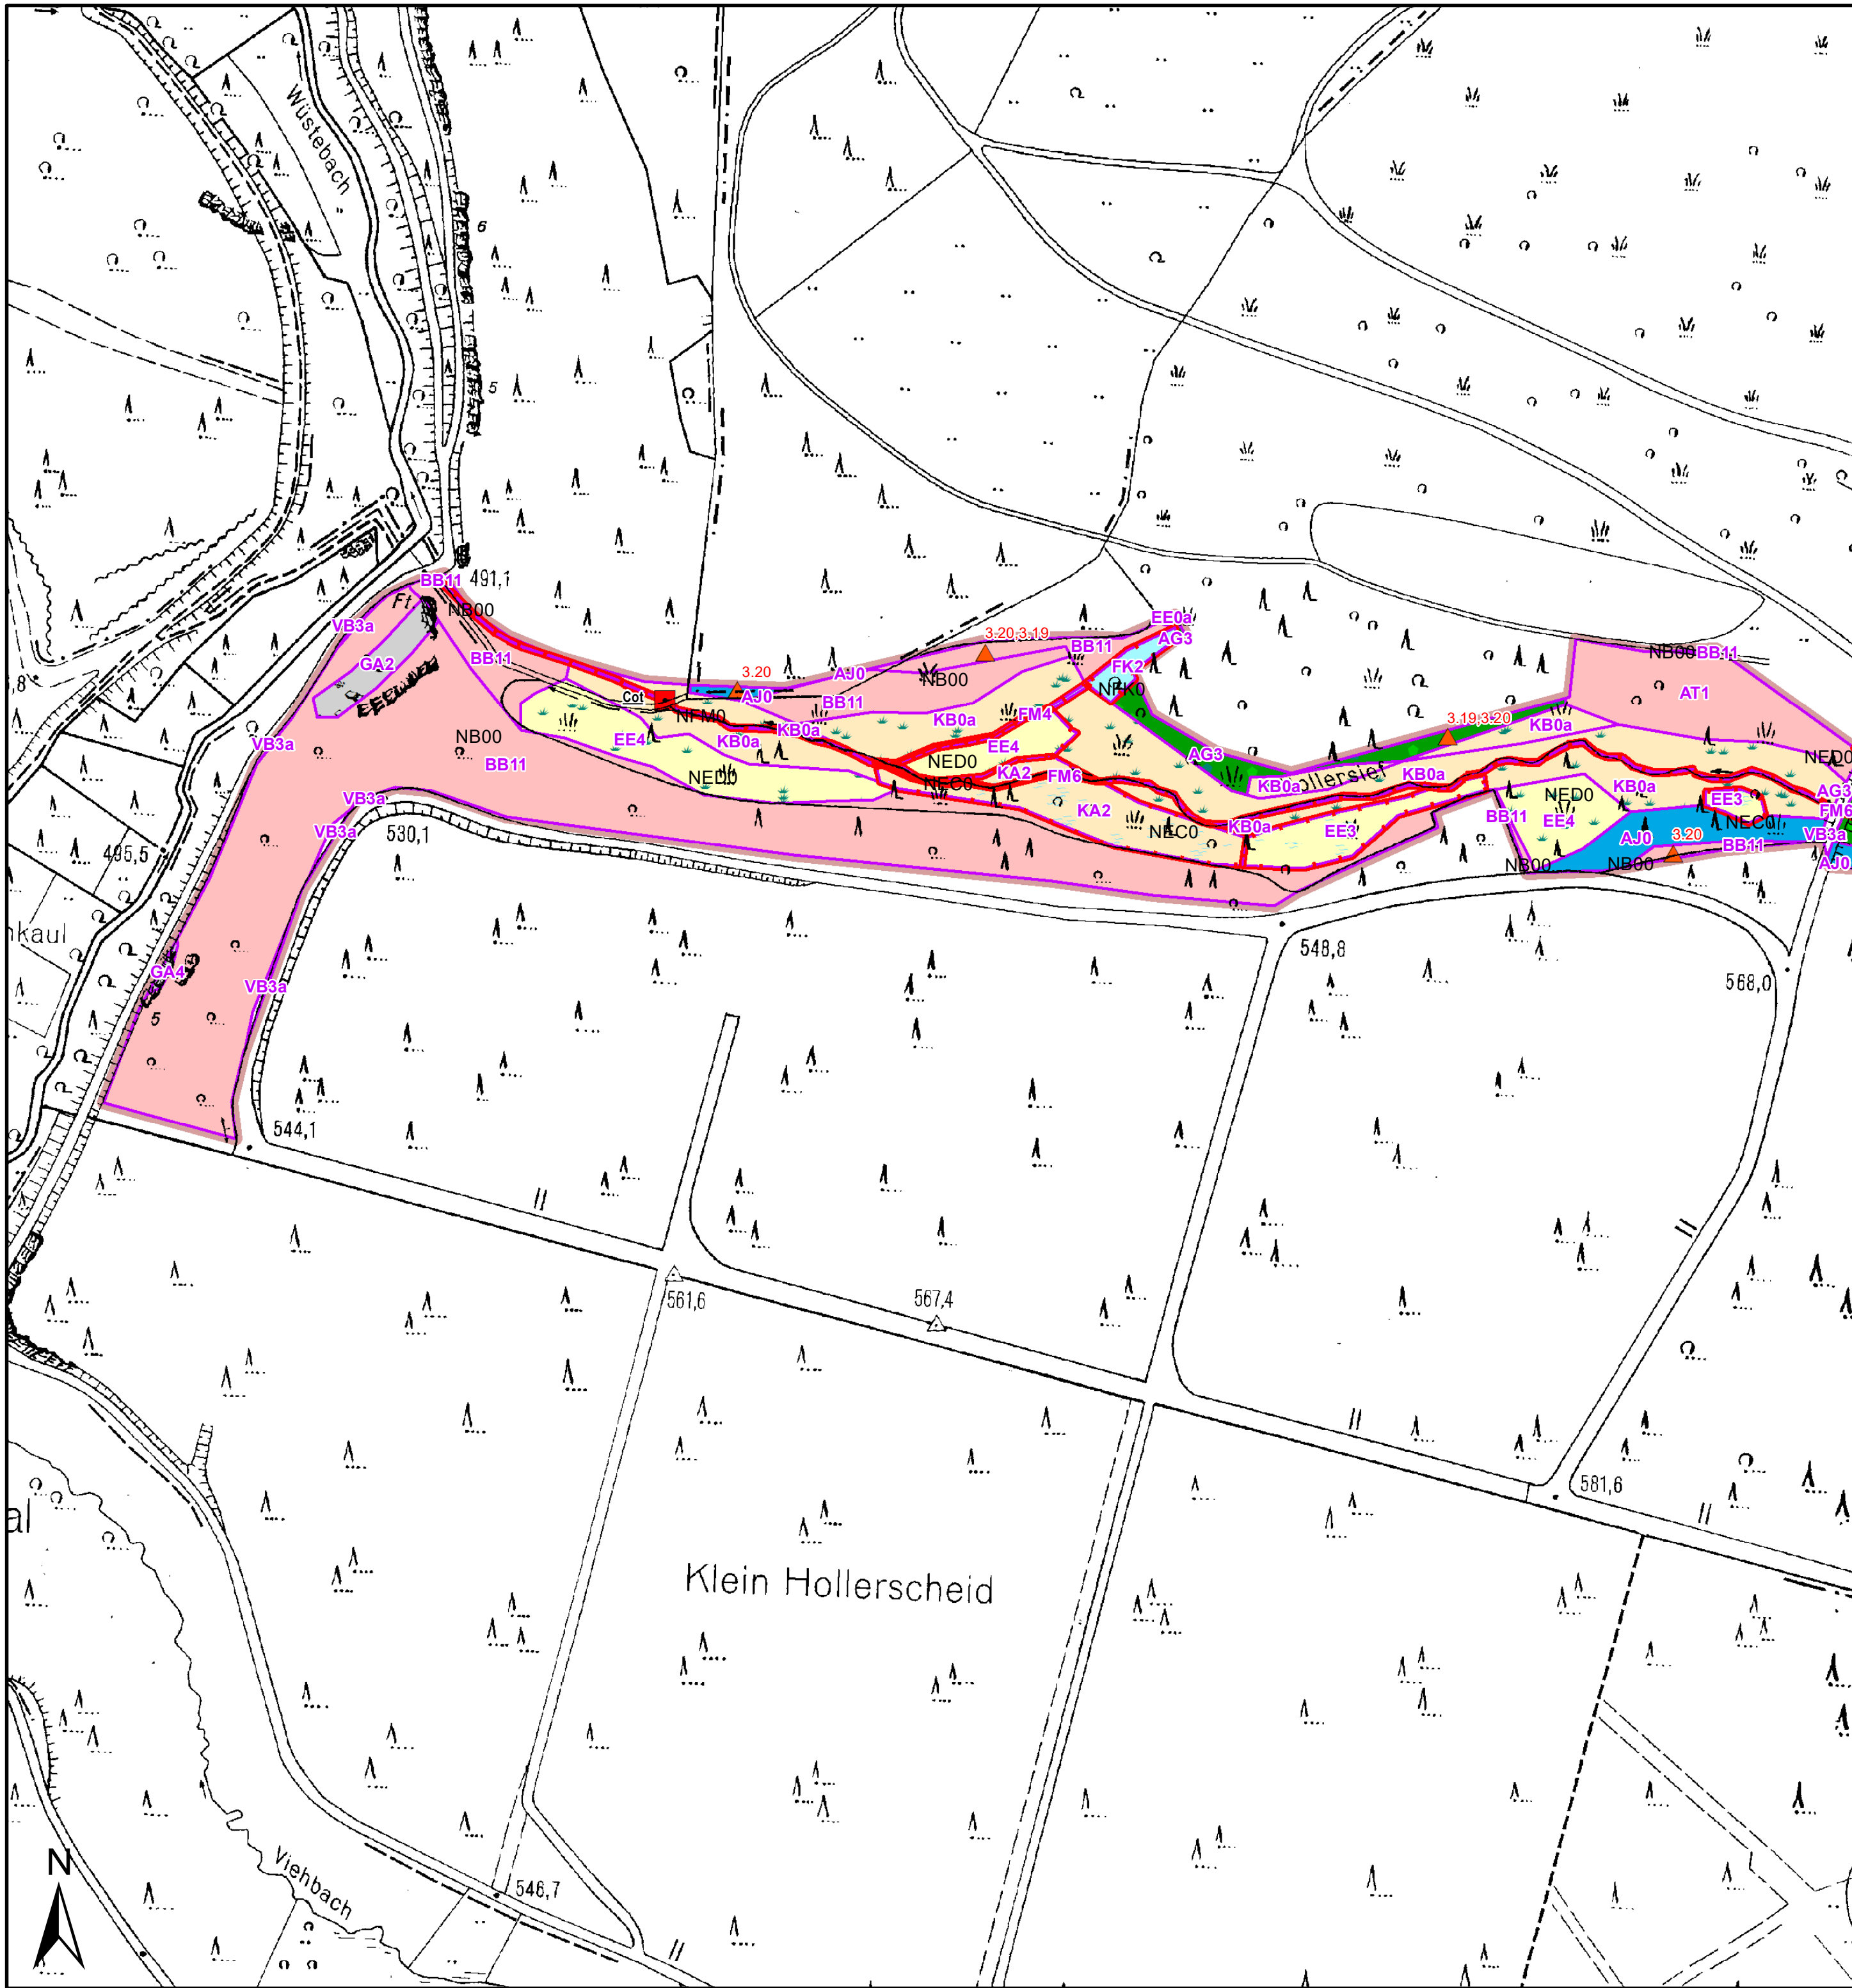 Wüstebach
6
5
BB11
491,1
Ft
NB00
VB3a
GA2
BB11
EE0a
3.20,3.19
BB11
AG3
3.20
AJ0
FK2
NB00
NFK0
NB00
BB11
AT1
,8
Cot
AJ0
BB11
NFM0
KB0a
FM4
KB0a
3.19,3.20
KB0a
EE4
KB0a
EE4
AG3
NB00
VB3a
BB11
NED0
NED0
KA2
FM6
NEC0
KB0a
Hollersief
KB0a
NED0
NED0
KB0a
AG3
VB3a
KA2
NEC0
EE3
BB11
EE4
EE3
NEC0
FM6
VB3a
530,1
KB0a
AJ0
3.20
BB11
VB3a
495,5
NB00
NB00
AJ0
nkaul
GA4
VB3a
5
548,8
568,0
544,1
561,6
567,4
581,6
al
Klein Hollerscheid
N
Viehbach
546,7